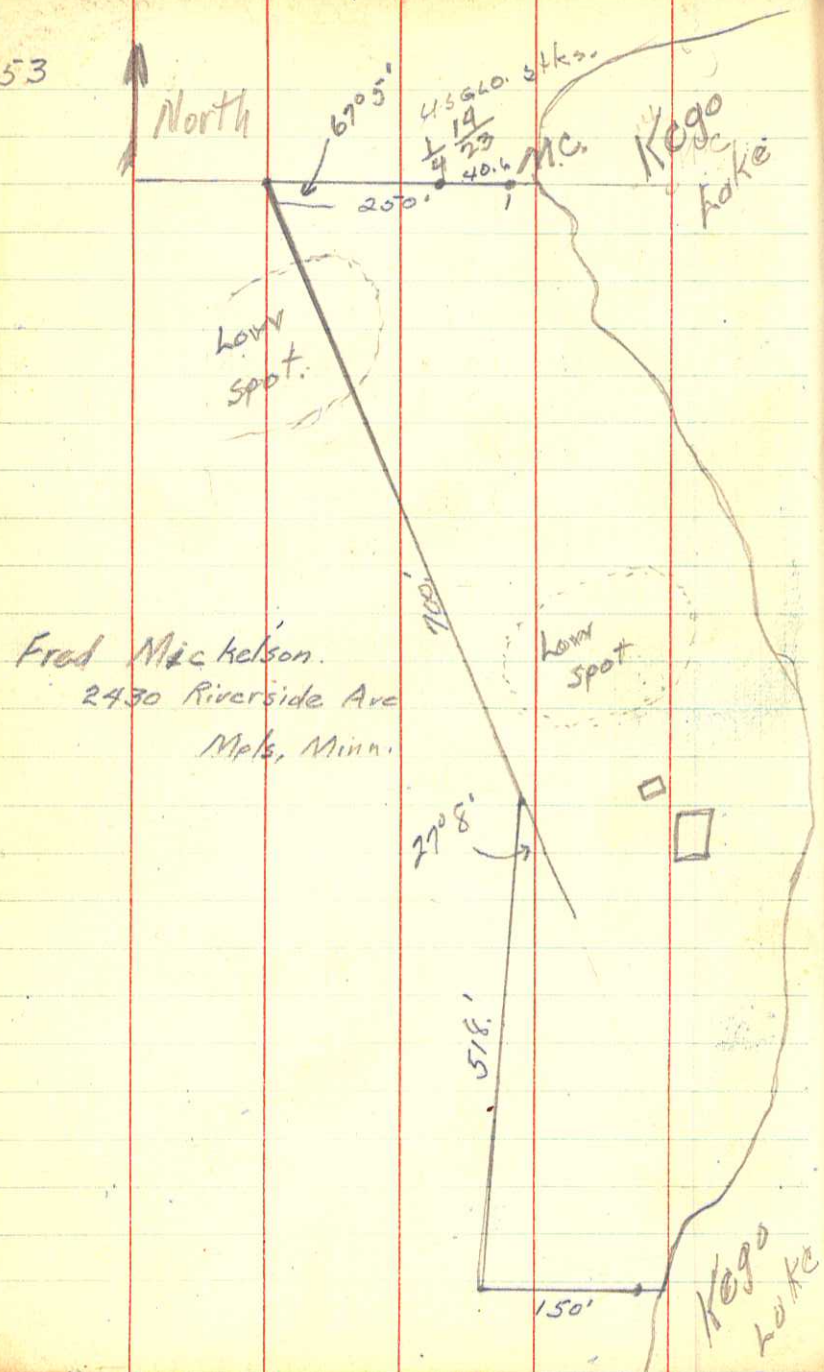 53
North
67° 5'
U.S.G.L.O. stks.
1/4 14/23
40.6
M.C.
Kego
Lake
250'
1
Low
spot.
700'
Low
spot
Fred Mickelson.
2430 Riverside Ave
Mpls, Minn.
27° 8'
518.'
150'
Kego
Lake